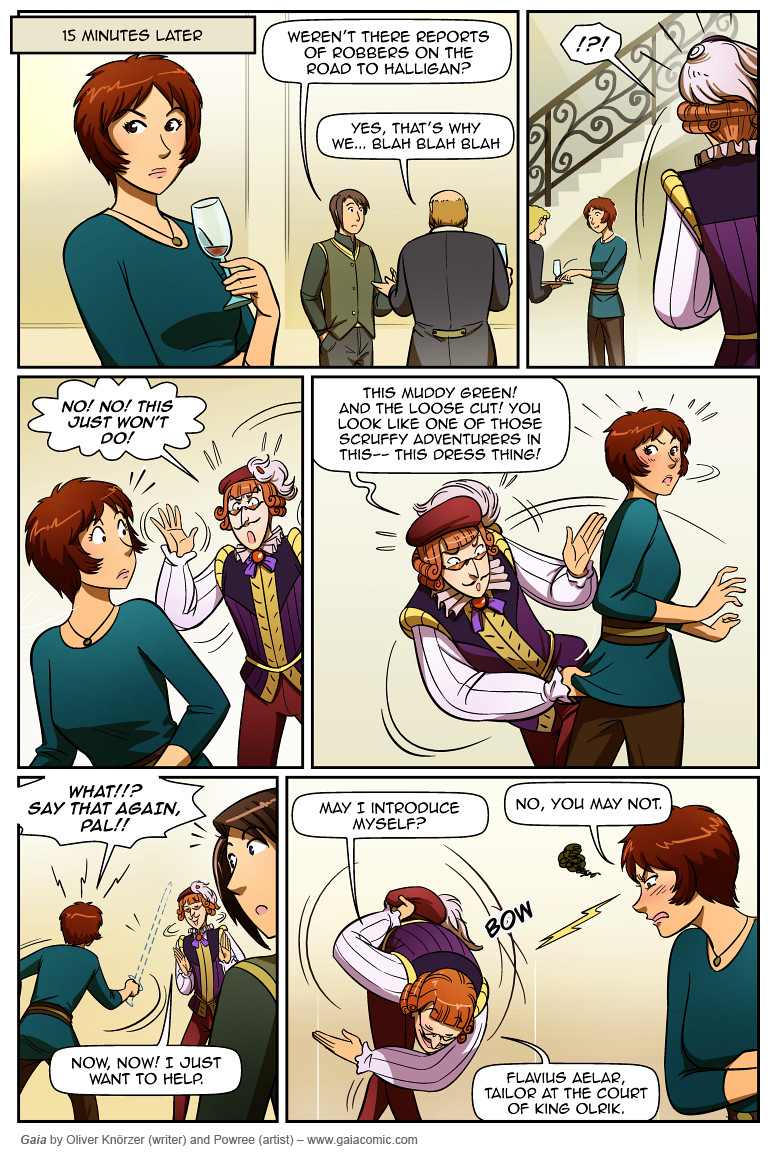 15 MINUTES LATER
WEREN'T THERE REPORTS
OF ROBBERS ON THE
ROAD TO HALLIGAN?
YES, THAT'S WHY
WE... BLAH BLAH BLAH
!?!
NO! NO! THIS
JUST WON'T
DO!
THIS MUDDY GREEN!
AND THE LOOSE CUT! YOU
LOOK LIKE ONE OF THOSE
SCRUFFY ADVENTURERS IN
THIS-- THIS DRESS THING!
WHAT!!?
SAY THAT AGAIN,
PAL!!
NOW, NOW! I JUST
WANT TO HELP.
MAY I INTRODUCE
MYSELF?
NO, YOU MAY NOT.
BOW
FLAVIUS AELAR,
TAILOR AT THE COURT
OF KING OLRIK.
Gaia by Oliver Knörzer (writer) and Powree (artist) – www.gaiacomic.com